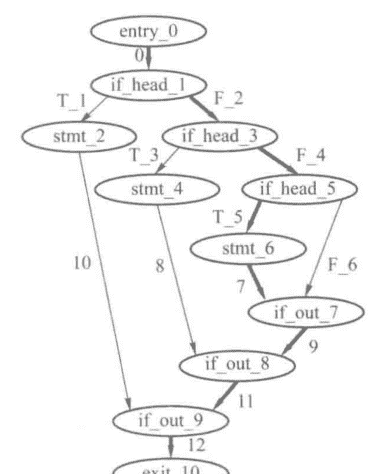 entry_0
0
if_head_1
T_1
F_2
stmt_2
if_head_3
T_3
F_4
stmt_4
if_head_5
T_5
stmt_6
10
8
7
F_6
if_out_7
9
if_out_8
11
if_out_9
12
exit_10